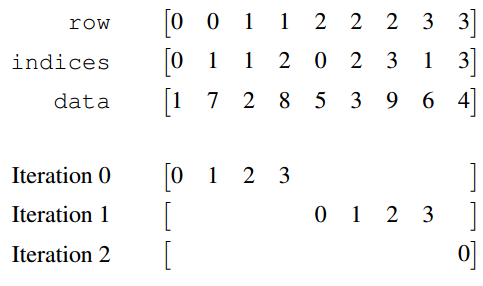 row [0 0 1 1 2 2 2 3 3]
indices [0 1 1 2 0 2 3 1 3]
data [1 7 2 8 5 3 9 6 4]
Iteration 0 [0 1 2 3 ]
Iteration 1 [ 0 1 2 3 ]
Iteration 2 [ 0]